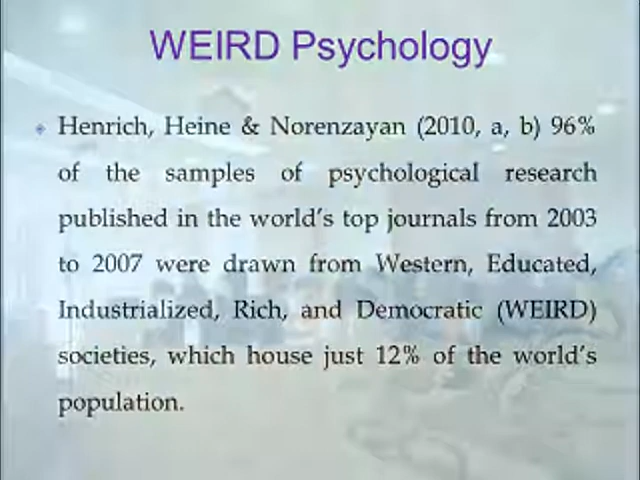 WEIRD Psychology
Henrich, Heine & Norenzayan (2010, a, b) 96%
of the samples of psychological research
published in the world's top journals from 2003
to 2007 were drawn from Western, Educated,
Industrialized, Rich, and Democratic (WEIRD)
societies, which house just 12% of the world's
population.